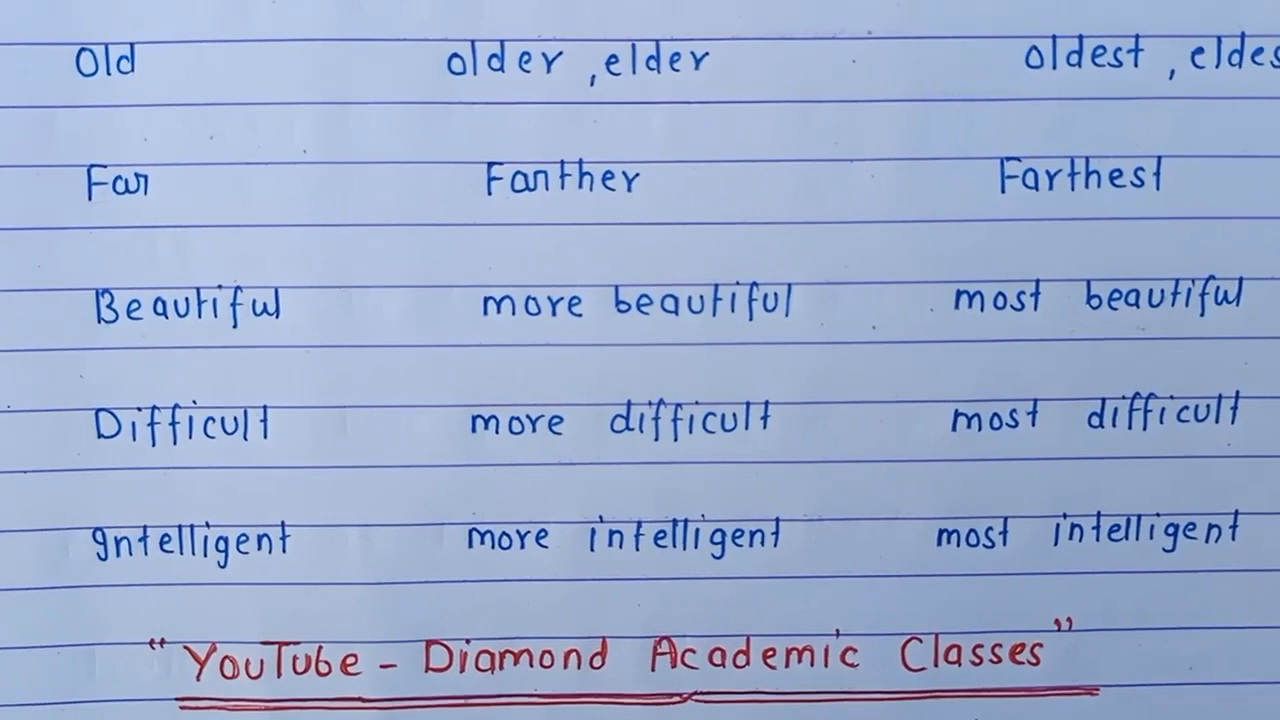 Old older , elder oldest , eldes
Far Farther Farthest
Beautiful more beautiful most beautiful
Difficult more difficult most difficult
Intelligent more intelligent most intelligent
“YouTube - Diamond Academic Classes”